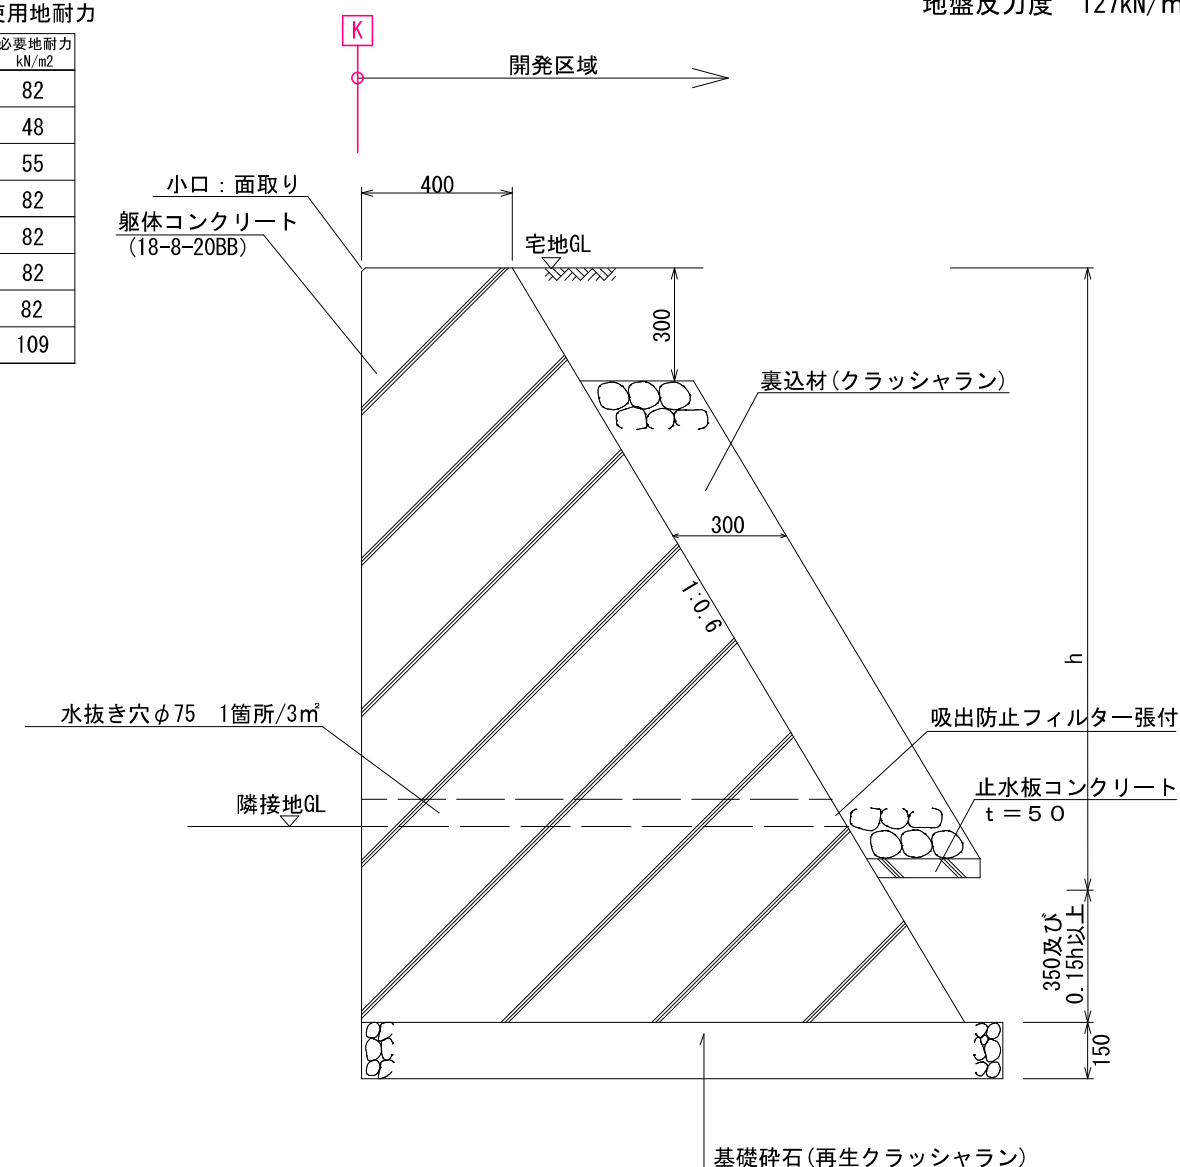 使用地耐力
地盤反力度 127kN/m
必要地耐力
kN/m2
82
48
55
82
82
82
82
109
K
開発区域
小口：面取り
400
躯体コンクリート
(18-8-20BB)
宅地GL
300
裏込材(クラッシャラン)
300
1:0.6
h
水抜き穴φ75 1箇所/3㎡
吸出防止フィルター張付
隣接地GL
止水板コンクリート
t＝50
350及び
0.15h以上
150
基礎砕石(再生クラッシャラン)